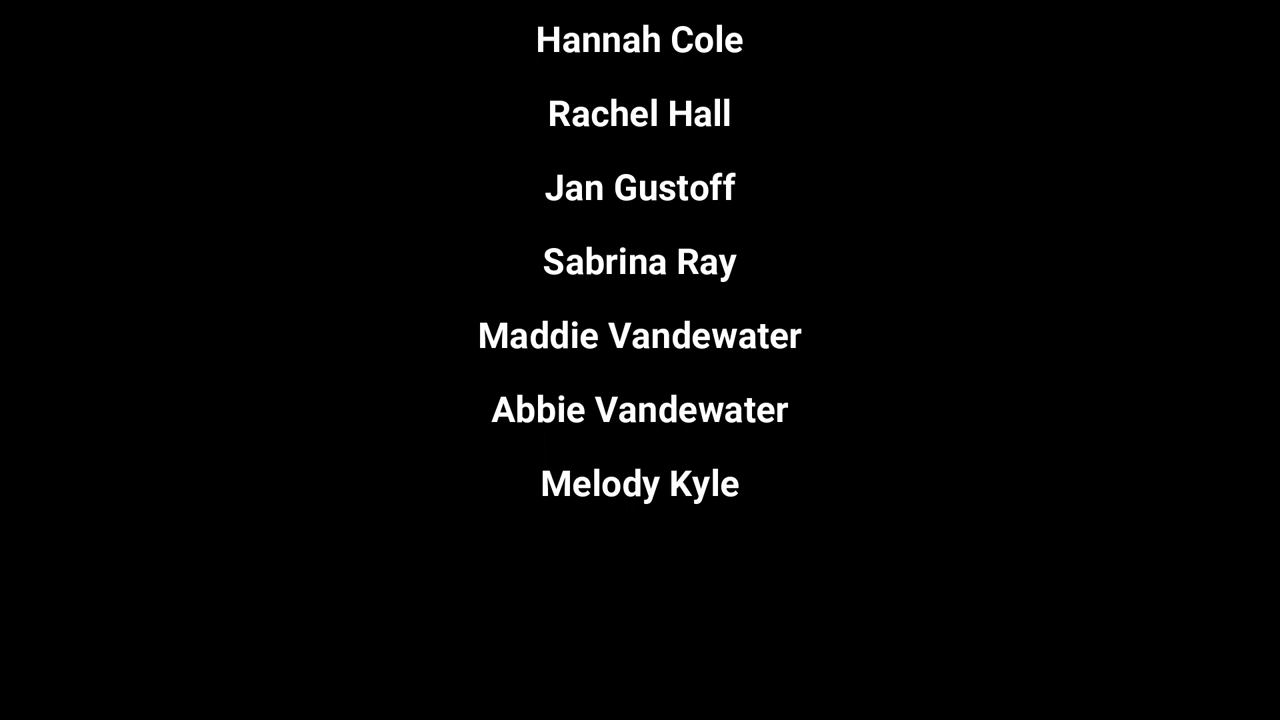 Hannah Cole
Rachel Hall
Jan Gustoff
Sabrina Ray
Maddie Vandewater
Abbie Vandewater
Melody Kyle